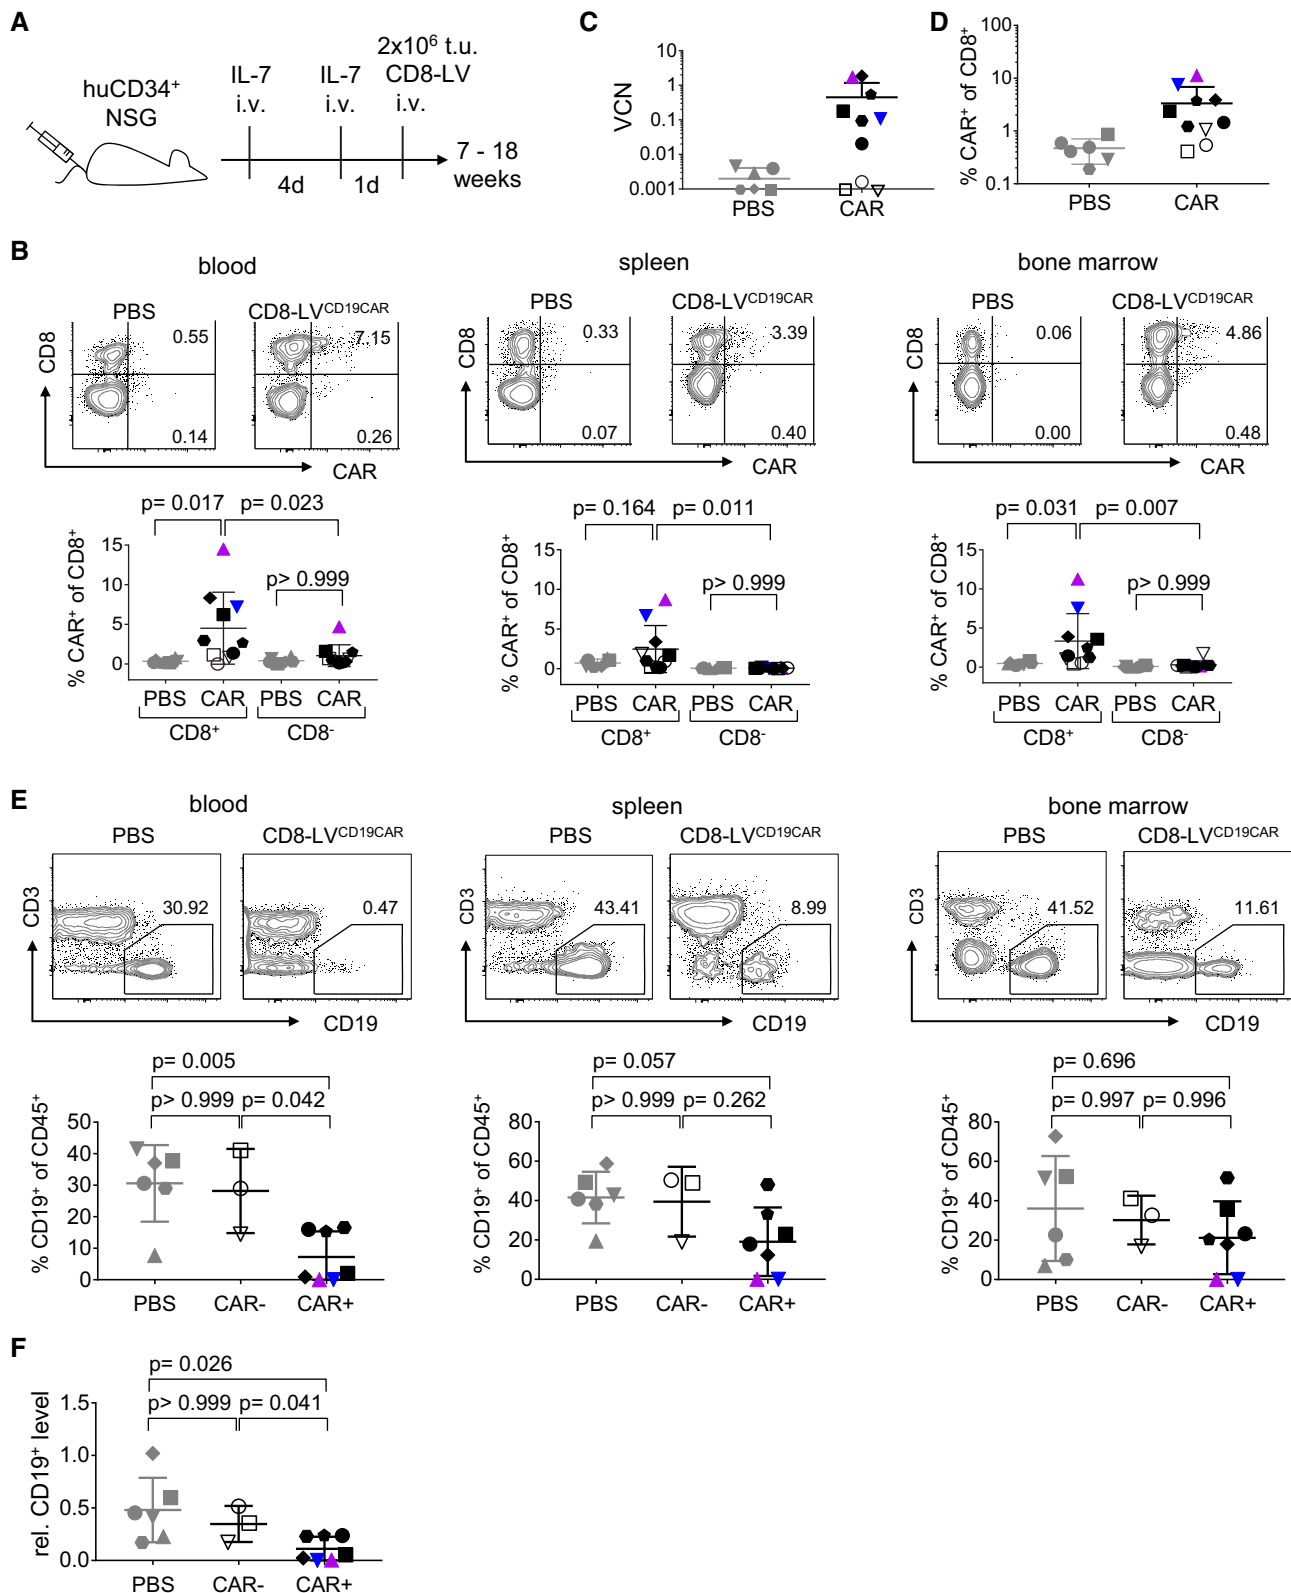 A
huCD34⁺
NSG
IL-7
i.v.
IL-7
i.v.
2x10⁶ t.u.
CD8-LV
i.v.
4d
1d
7 - 18
weeks
C
VCN
10
1
0.1
0.01
0.001
PBS
CAR
D
% CAR⁺ of CD8⁺
100
10
1
0.1
PBS
CAR
B
blood
PBS
CD8-LV^CD19CAR
CD8
0.55
0.14
7.15
0.26
CAR
p= 0.017
p= 0.023
p> 0.999
% CAR⁺ of CD8⁺
15
10
5
0
PBS
CAR
PBS
CAR
CD8⁺
CD8⁻
spleen
PBS
CD8-LV^CD19CAR
CD8
0.33
0.07
3.39
0.40
CAR
p= 0.164
p= 0.011
p> 0.999
% CAR⁺ of CD8⁺
15
10
5
0
PBS
CAR
PBS
CAR
CD8⁺
CD8⁻
bone marrow
PBS
CD8-LV^CD19CAR
CD8
0.06
0.00
4.86
0.48
CAR
p= 0.031
p= 0.007
p> 0.999
% CAR⁺ of CD8⁺
15
10
5
0
PBS
CAR
PBS
CAR
CD8⁺
CD8⁻
E
blood
PBS
CD8-LV^CD19CAR
CD3
30.92
0.47
CD19
p= 0.005
p> 0.999
p= 0.042
% CD19⁺ of CD45⁺
50
40
30
20
10
0
PBS
CAR-
CAR+
spleen
PBS
CD8-LV^CD19CAR
CD3
43.41
8.99
CD19
p= 0.057
p> 0.999
p= 0.262
% CD19⁺ of CD45⁺
80
60
40
20
0
PBS
CAR-
CAR+
bone marrow
PBS
CD8-LV^CD19CAR
CD3
41.52
11.61
CD19
p= 0.696
p= 0.997
p= 0.996
% CD19⁺ of CD45⁺
80
60
40
20
0
PBS
CAR-
CAR+
F
p= 0.026
p> 0.999
p= 0.041
rel. CD19⁺ level
1.5
1.0
0.5
0.0
PBS
CAR-
CAR+